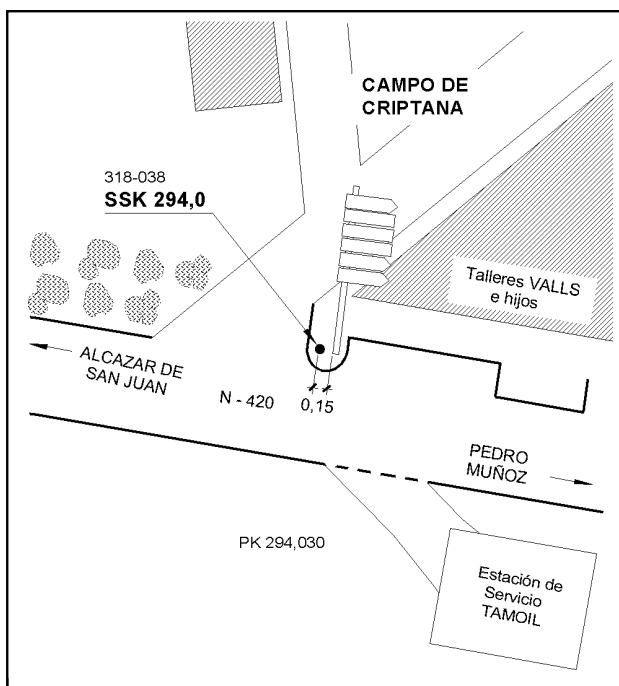 CAMPO DE
CRIPTANA
318-038
SSK 294,0
Talleres VALLS
e hijos
ALCAZAR DE
SAN JUAN
N - 420
0,15
PEDRO
MUÑOZ
PK 294,030
Estación de
Servicio
TAMOIL